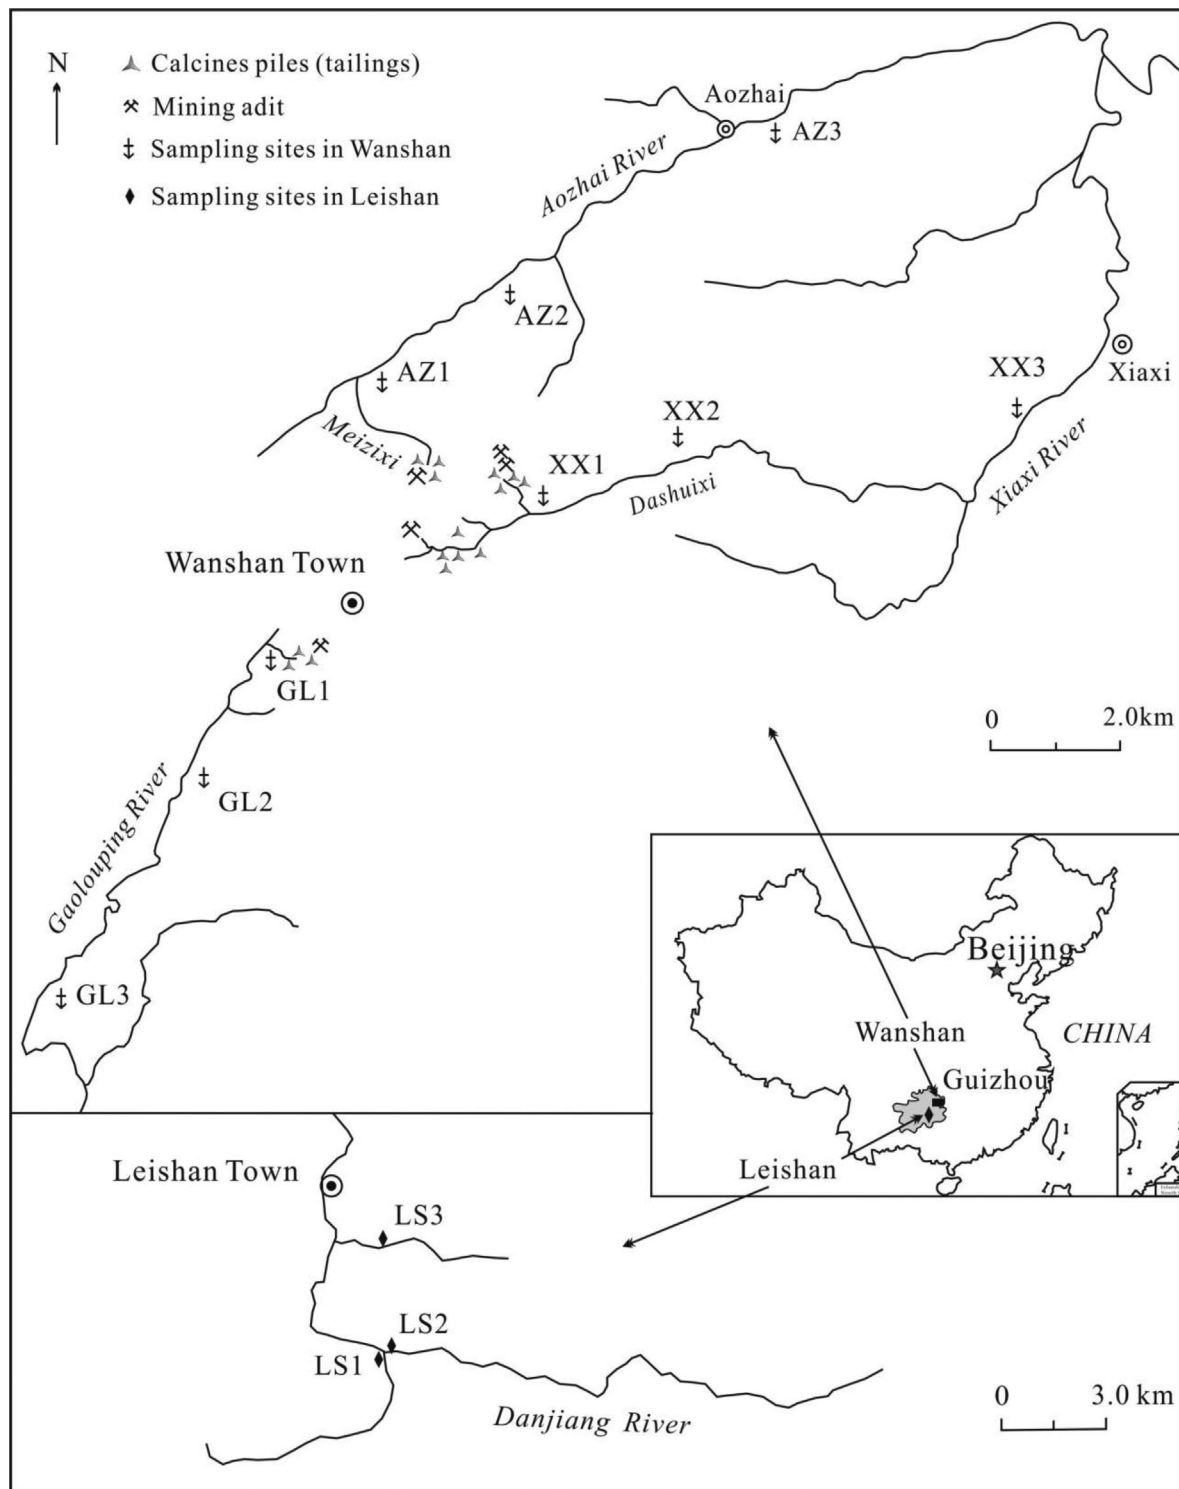 N
Calcines piles (tailings)
Mining adit
Sampling sites in Wanshan
Sampling sites in Leishan
Aozhai
AZ3
Aozhai River
AZ2
AZ1
Meizixi
XX3
Xiaxi
XX2
XX1
Dashuixi
Xiaxi River
Wanshan Town
GL1
0 2.0km
GL2
Gaolouping River
GL3
Beijing
Wanshan
CHINA
Guizhou
Leishan
Leishan Town
LS3
LS2
LS1
Danjiang River
0 3.0 km